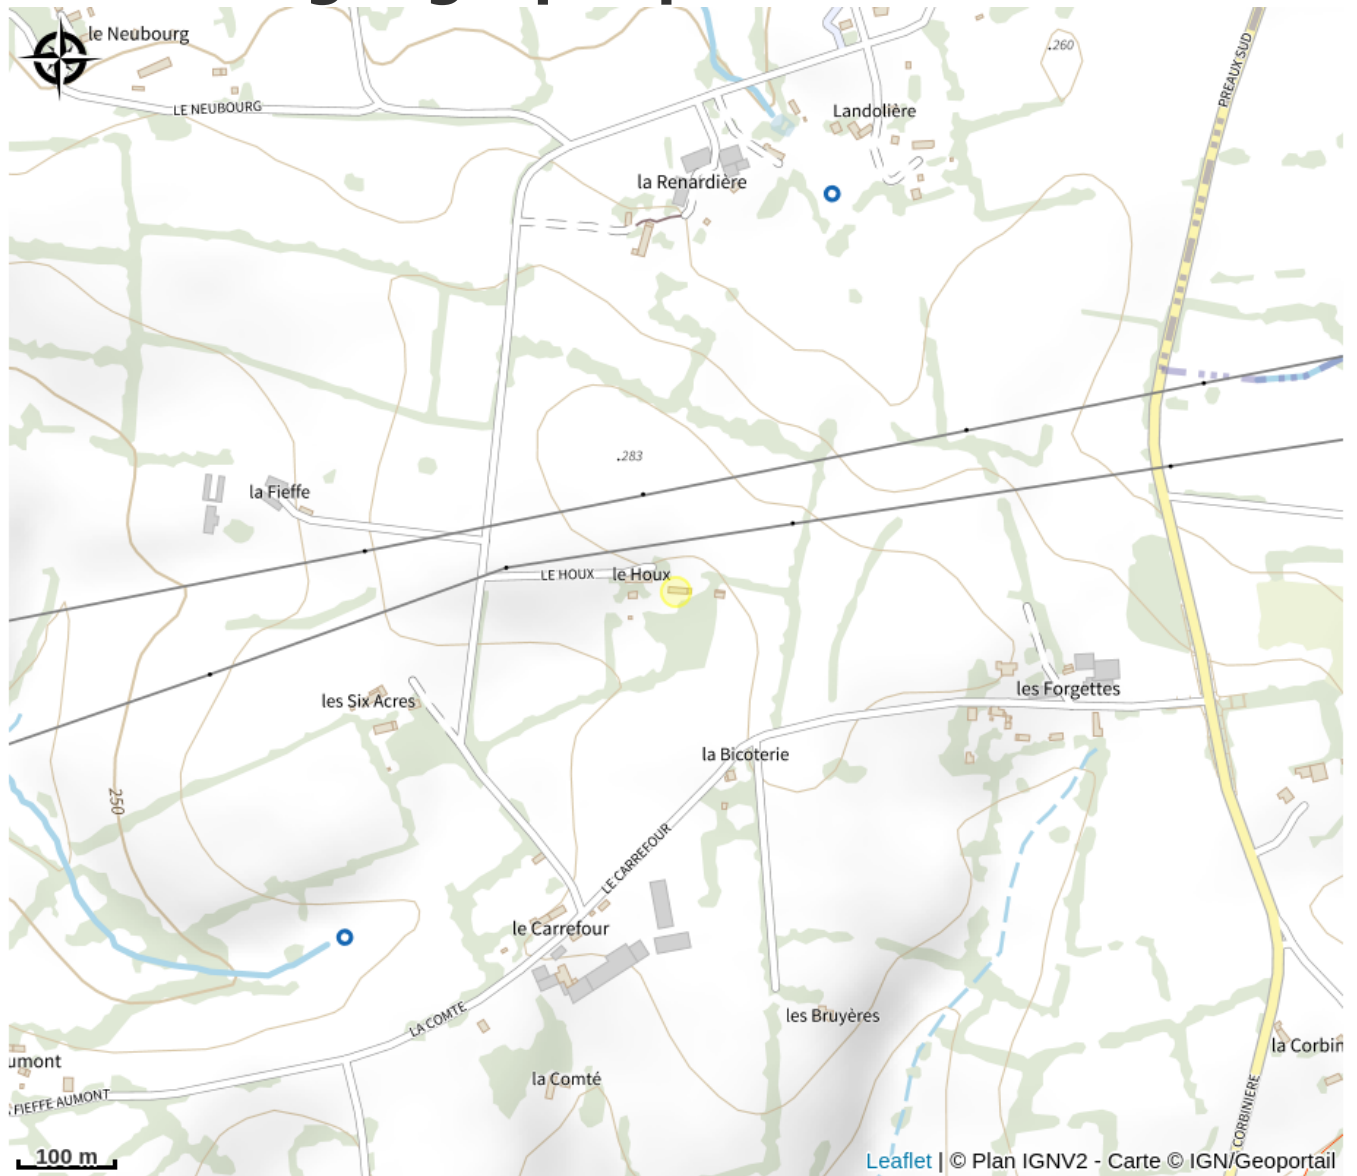 le Neubourg
.260
PREAUX SUD
LE NEUBOURG
Landolière
la Renardière
.283
la Fieffe
LE HOUX
le Houx
les Six Acres
les Forgettes
la Bicoterie
250
LE CARREFOUR
le Carrefour
LA COMTE
les Bruyères
la Corbin
umont
la Comté
FIEFFE AUMONT
CORBINIERE
100 m
Leaflet | © Plan IGNV2 - Carte © IGN/Geoportail